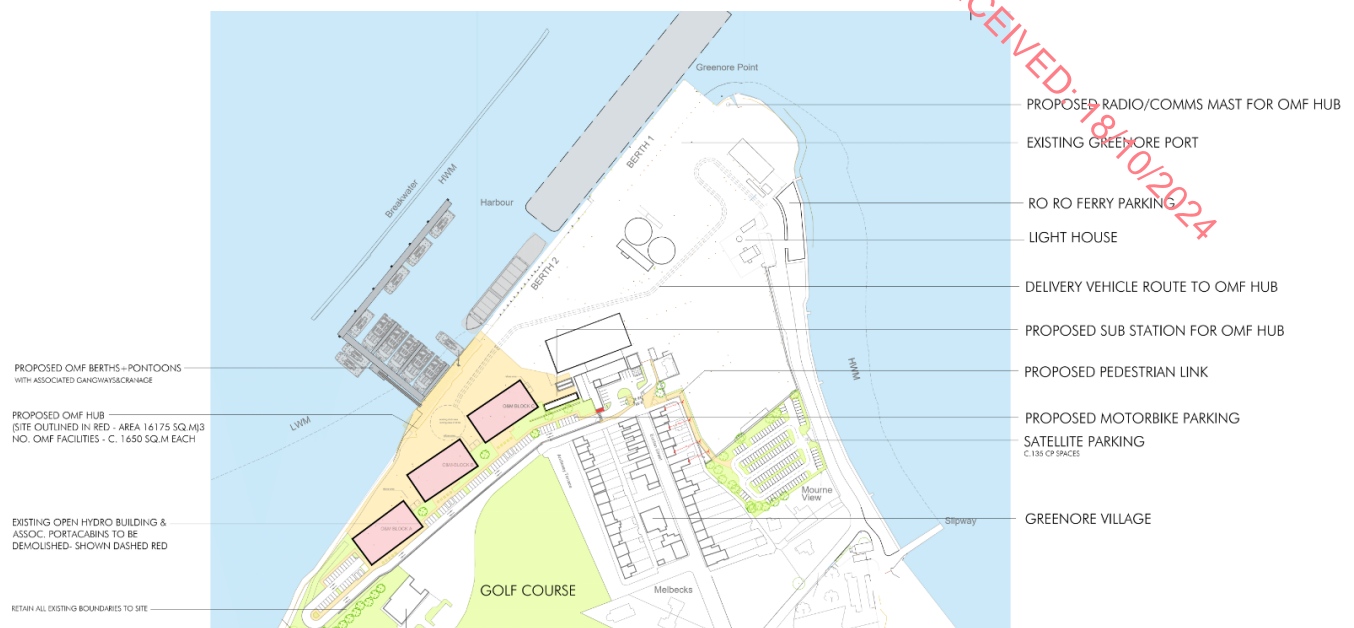 CEIVED: 18/10/2024
Greenore Point
PROPOSED RADIO/COMMS MAST FOR OMF HUB
EXISTING GREENORE PORT
BERTH 1
HWM
Breakwater
Harbour
RO RO FERRY PARKING
LIGHT HOUSE
BERTH 2
DELIVERY VEHICLE ROUTE TO OMF HUB
PROPOSED SUB STATION FOR OMF HUB
PROPOSED OMF BERTHS+PONTOONS
WITH ASSOCIATED GANGWAYS&CRANAGE
HWM
PROPOSED PEDESTRIAN LINK
PROPOSED OMF HUB
(SITE OUTLINED IN RED - AREA 16175 SQ.M)3
NO. OMF FACILITIES - C. 1650 SQ.M EACH
LWM
O&M BLOCK
PROPOSED MOTORBIKE PARKING
SATELLITE PARKING
C.135 CP SPACES
O&M BLOCK
Mourne
View
EXISTING OPEN HYDRO BUILDING &
ASSOC. PORTACABINS TO BE
DEMOLISHED- SHOWN DASHED RED
O&M BLOCK
GREENORE VILLAGE
Slipway
GOLF COURSE
Melbecks
RETAIN ALL EXISTING BOUNDARIES TO SITE